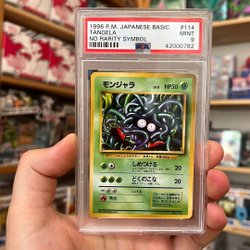 1996 P.M. JAPANESE BASIC #114
TANGELA MINT
NO RARITY SYMBOL 9
PSA 42000782
モンジャラ HP50
しめつける 20
どくのこな 20